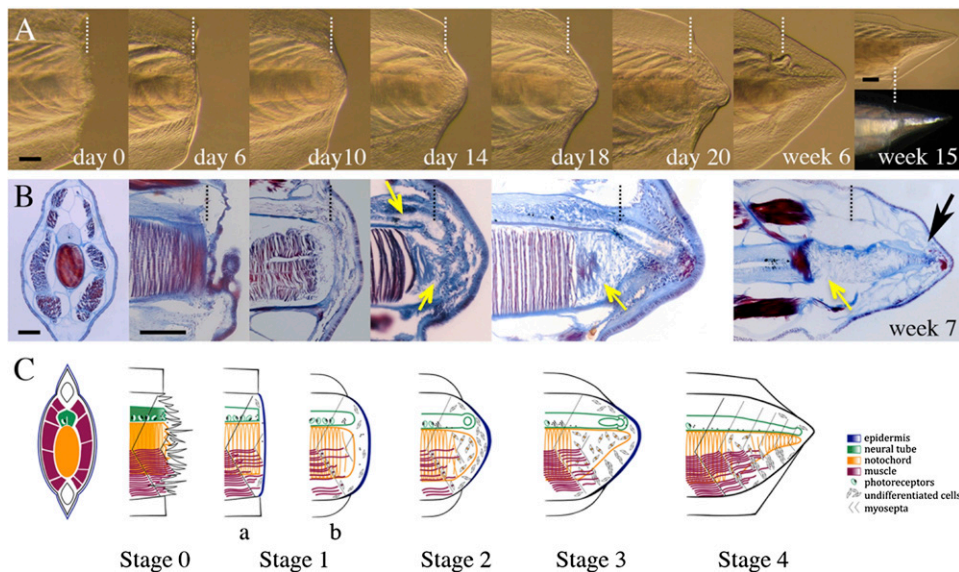 A
day 0
day 6
day10
day 14
day18
day 20
week 6
week 15
B
week 7
C
epidermis
neural tube
notochord
muscle
photoreceptors
undifferentiated cells
myosepta
a
b
Stage 0
Stage 1
Stage 2
Stage 3
Stage 4